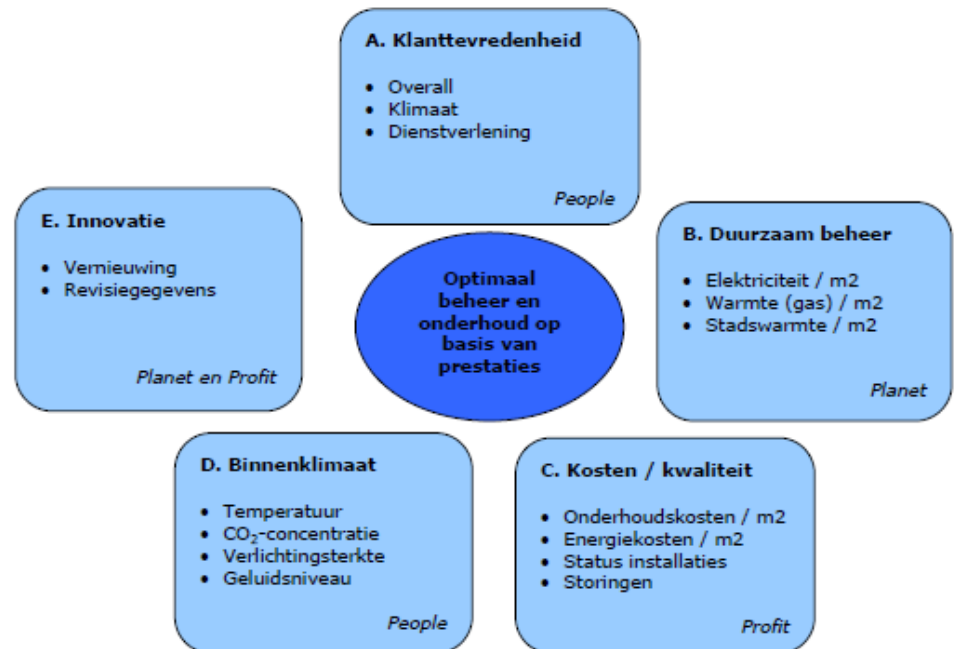 A. Klanttevredenheid
• Overall
• Klimaat
• Dienstverlening
People
E. Innovatie
• Vernieuwing
• Revisiegegevens
Planet en Profit
Optimaal
beheer en
onderhoud op
basis van
prestaties
B. Duurzaam beheer
• Elektriciteit / m2
• Warmte (gas) / m2
• Stadswarmte / m2
Planet
D. Binnenklimaat
• Temperatuur
• CO₂-concentratie
• Verlichtingsterkte
• Geluidsniveau
People
C. Kosten / kwaliteit
• Onderhoudskosten / m2
• Energiekosten / m2
• Status installaties
• Storingen
Profit